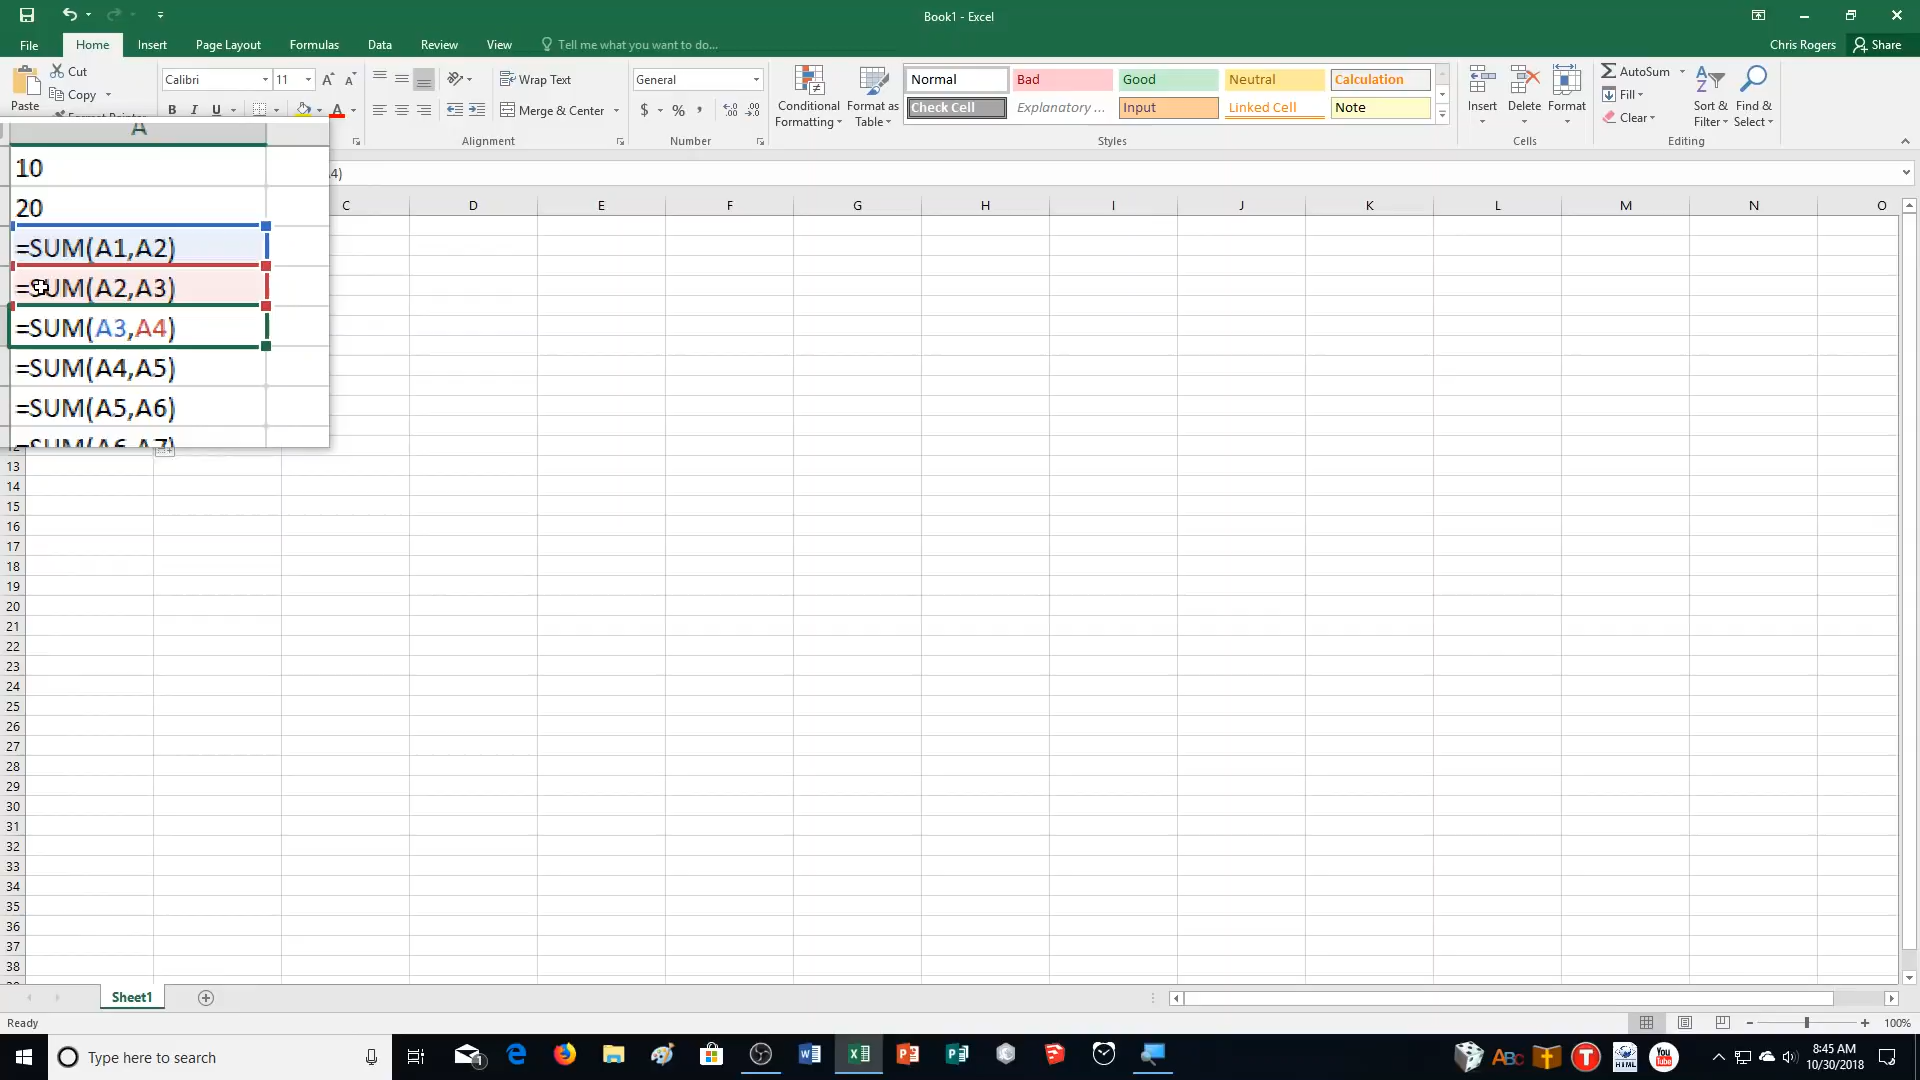 Book1 - Excel
File Home Insert Page Layout Formulas Data Review View Tell me what you want to do... Chris Rogers Share
Cut
Copy
Paste
Calibri 11
B I U
Wrap Text
Merge & Center
Alignment
General
$ % ,
Number
Conditional Formatting
Format as Table
Normal Bad Good Neutral Calculation
Check Cell Explanatory ... Input Linked Cell Note
Styles
Insert Delete Format
Cells
AutoSum
Fill
Clear
Sort & Filter
Find & Select
Editing
A4)
A
10
20
=SUM(A1,A2)
=SUM(A2,A3)
=SUM(A3,A4)
=SUM(A4,A5)
=SUM(A5,A6)
=SUM(A6,A7)
C D E F G H I J K L M N O
12
13
14
15
16
17
18
19
20
21
22
23
24
25
26
27
28
29
30
31
32
33
34
35
36
37
38
Sheet1
Ready
100%
Type here to search
8:45 AM
10/30/2018